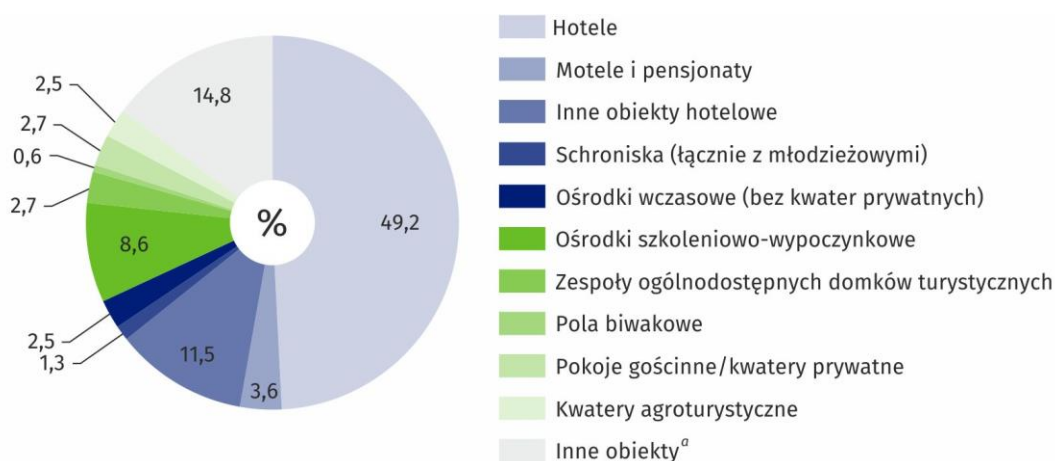 2,5
2,7
0,6
2,7
8,6
2,5
1,3
11,5
3,6
49,2
14,8
%
Hotele
Motele i pensjonaty
Inne obiekty hotelowe
Schroniska (łącznie z młodzieżowymi)
Ośrodki wczasowe (bez kwater prywatnych)
Ośrodki szkoleniowo-wypoczynkowe
Zespoły ogólnodostępnych domków turystycznych
Pola biwakowe
Pokoje gościnne/kwatery prywatne
Kwatery agroturystyczne
Inne obiekty a